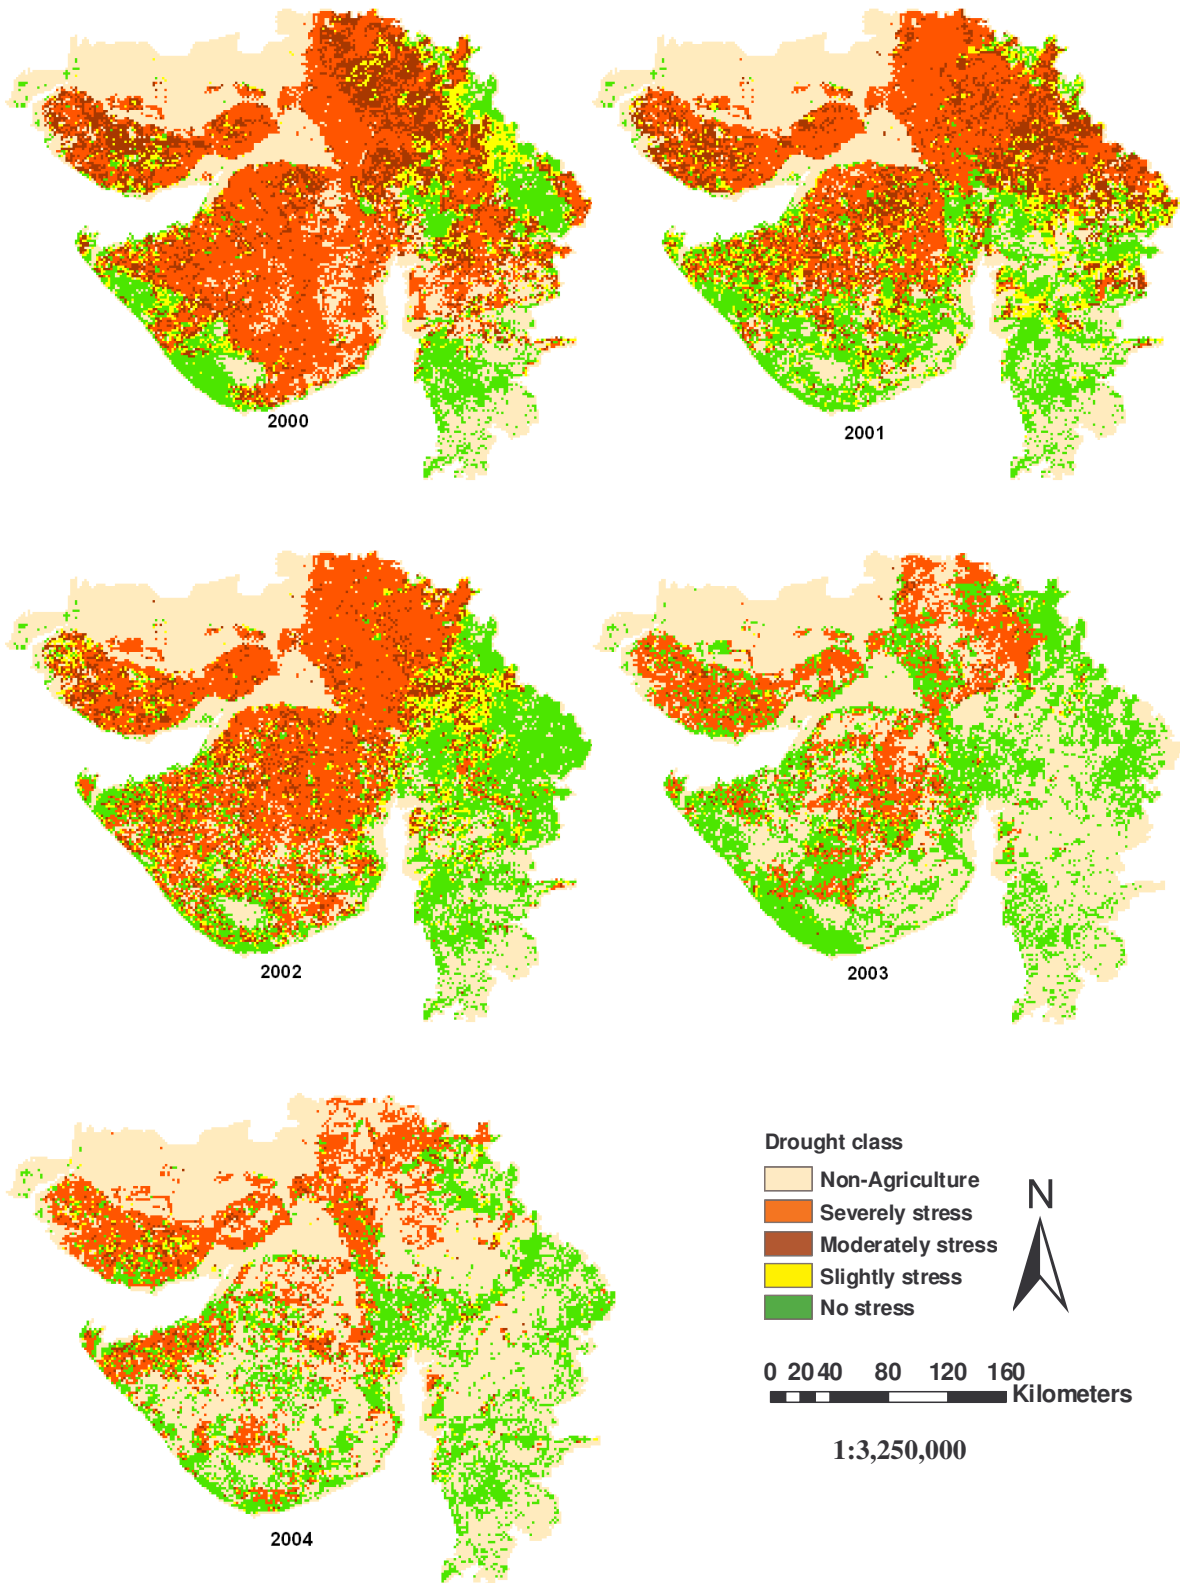 2000
2001
2002
2003
2004
Drought class
Non-Agriculture
Severely stress
Moderately stress
Slightly stress
No stress
N
0 20 40 80 120 160
Kilometers
1:3,250,000